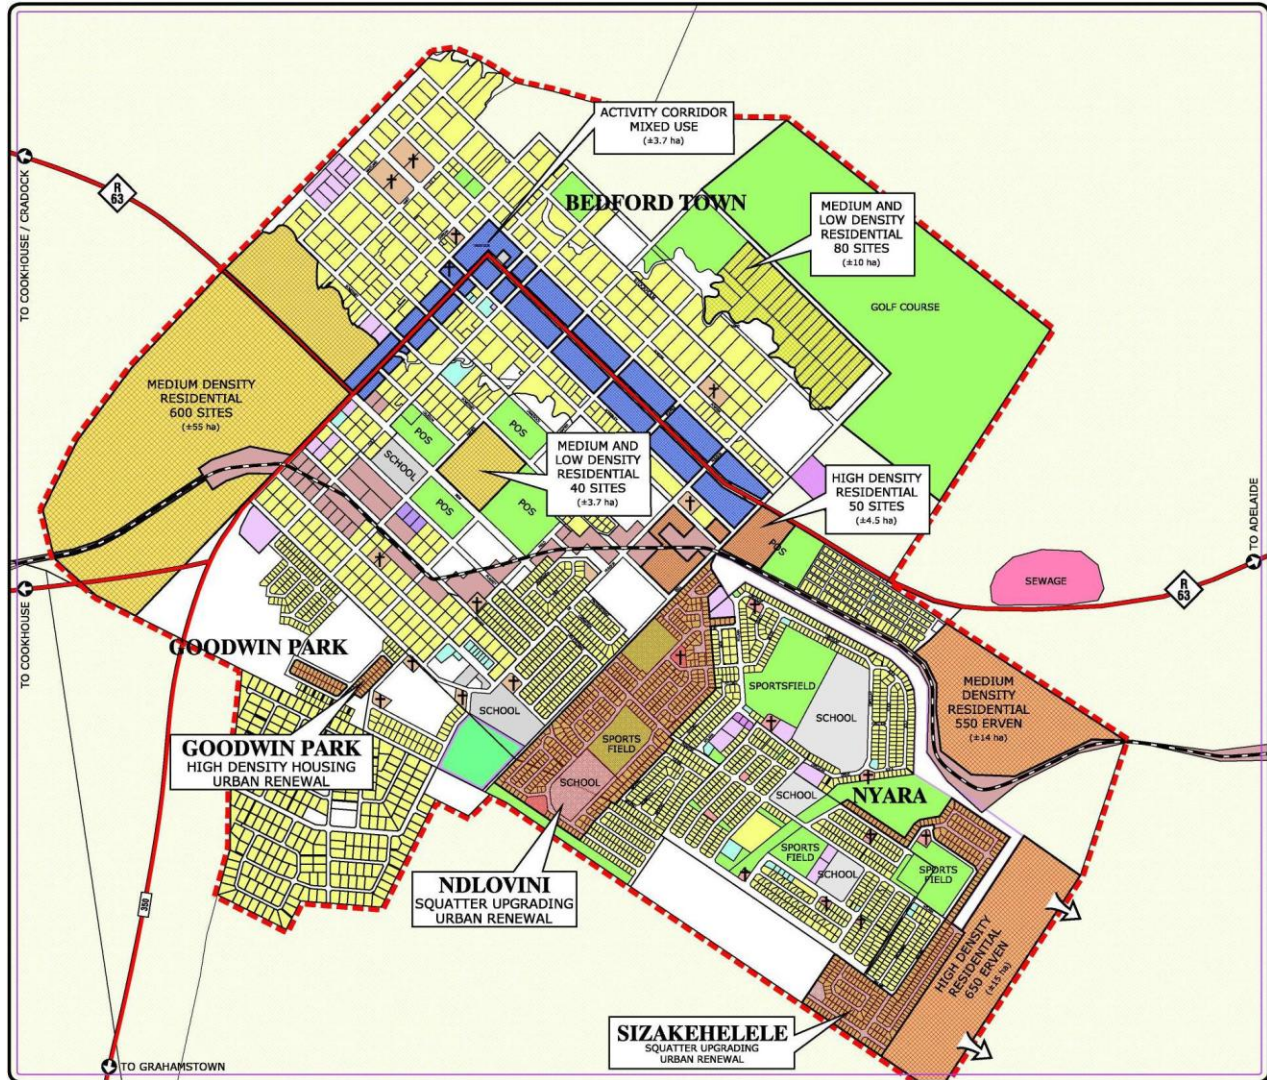 ACTIVITY CORRIDOR
MIXED USE
(±3.7 ha)
BEDFORD TOWN
MEDIUM AND
LOW DENSITY
RESIDENTIAL
80 SITES
(±10 ha)
R
63
TO COOKHOUSE / CRADDOCK
GOLF COURSE
MEDIUM DENSITY
RESIDENTIAL
600 SITES
(±55 ha)
POS
POS
SCHOOL
MEDIUM AND
LOW DENSITY
RESIDENTIAL
40 SITES
(±3.7 ha)
POS
POS
HIGH DENSITY
RESIDENTIAL
50 SITES
(±4.5 ha)
POS
TO ADELAIDE
SEWAGE
R
63
TO COOKHOUSE
GOODWIN PARK
SPORTSFIELD
SCHOOL
MEDIUM
DENSITY
RESIDENTIAL
550 ERVEN
(±14 ha)
SCHOOL
SPORTS
FIELD
GOODWIN PARK
HIGH DENSITY HOUSING
URBAN RENEWAL
SCHOOL
SCHOOL
NYARA
SPORTS
FIELD
SCHOOL
SPORTS
FIELD
NDLOVINI
SQUATTER UPGRADING
URBAN RENEWAL
350
HIGH DENSITY
RESIDENTIAL
650 ERVEN
(±15 ha)
SIZAKEHELELE
SQUATTER UPGRADING
URBAN RENEWAL
TO GRAHAMSTOWN